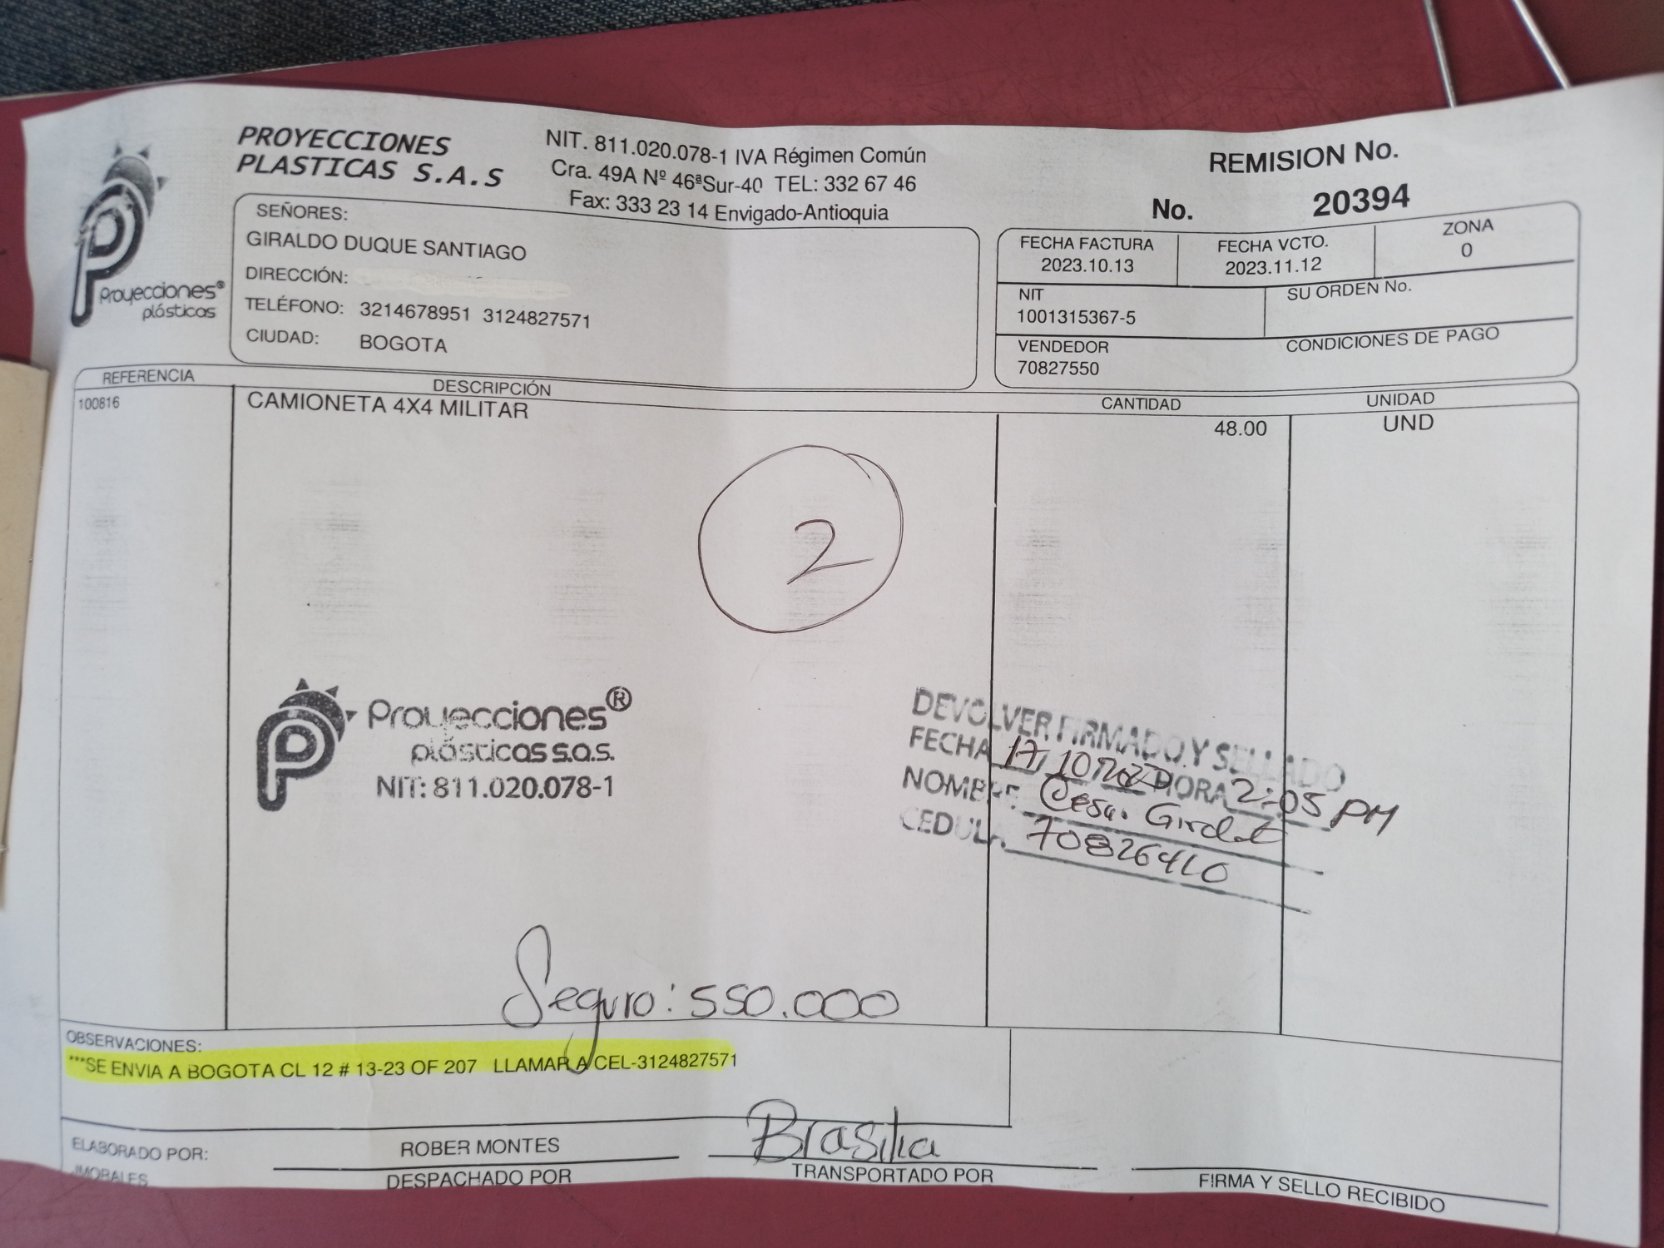 PROYECCIONES
PLASTICAS S.A.S
NIT. 811.020.078-1 IVA Régimen Común
Cra. 49A Nº 46ªSur-40 TEL: 332 67 46
Fax: 333 23 14 Envigado-Antioquia
REMISION No.
No. 20394
Proyecciones®
plásticas
SEÑORES:
GIRALDO DUQUE SANTIAGO
DIRECCIÓN:
TELÉFONO: 3214678951 3124827571
CIUDAD: BOGOTA
FECHA FACTURA
2023.10.13
FECHA VCTO.
2023.11.12
ZONA
0
NIT
1001315367-5
SU ORDEN No.
VENDEDOR
70827550
CONDICIONES DE PAGO
REFERENCIA DESCRIPCIÓN CANTIDAD UNIDAD
100816 CAMIONETA 4X4 MILITAR 48.00 UND
2
Proyecciones®
plásticas s.a.s.
NIT: 811.020.078-1
DEVOLVER FIRMADO Y SELLADO
FECHA 17/10 HORA 2:05 PM
NOMBRE
CEDULA 70826410
Seguro: 550.000
OBSERVACIONES:
***SE ENVIA A BOGOTA CL 12 # 13-23 OF 207 LLAMAR A CEL-3124827571
ELABORADO POR:
JMORALES
ROBER MONTES
DESPACHADO POR
Brasilia
TRANSPORTADO POR
FIRMA Y SELLO RECIBIDO